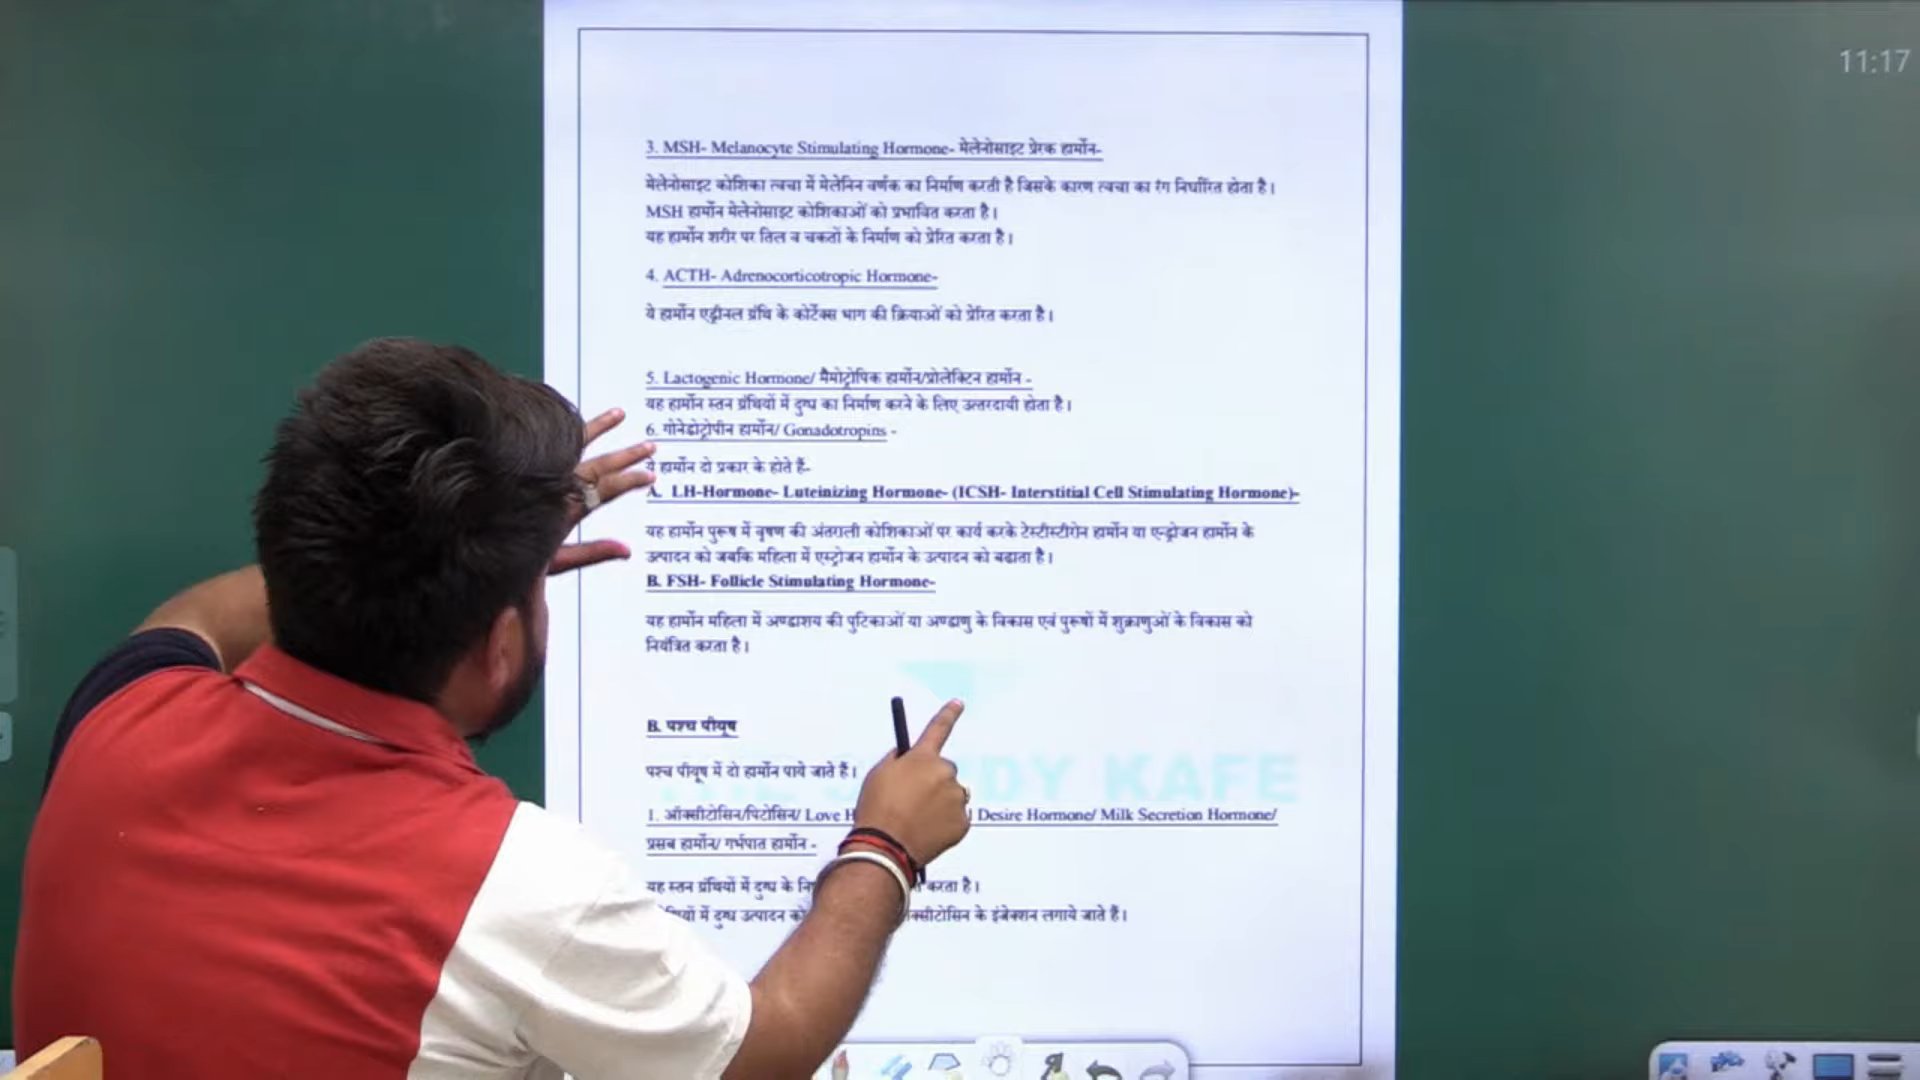 11:17
3. MSH- Melanocyte Stimulating Hormone- मेलेनोसाइट प्रेरक हार्मोन-
मेलेनोसाइट कोशिका त्वचा में मेलेनिन वर्णक का निर्माण करती है जिसके कारण त्वचा का रंग निर्धारित होता है।
MSH हार्मोन मेलेनोसाइट कोशिकाओं को प्रभावित करता है।
यह हार्मोन शरीर पर तिल व चकतों के निर्माण को प्रेरित करता है।
4. ACTH- Adrenocorticotropic Hormone-
ये हार्मोन एड्रीनल ग्रंथि के कोर्टेक्स भाग की क्रियाओं को प्रेरित करता है।
5. Lactogenic Hormone/ मैमोट्रोपिक हार्मोन/प्रोलेक्टिन हार्मोन -
यह हार्मोन स्तन ग्रंथियों में दुग्ध का निर्माण करने के लिए उत्तरदायी होता है।
6. गोनेडोट्रोपीन हार्मोन/ Gonadotropins -
ये हार्मोन दो प्रकार के होते हैं-
A. LH-Hormone- Luteinizing Hormone- (ICSH- Interstitial Cell Stimulating Hormone)-
यह हार्मोन पुरूष में वृषण की अंतराली कोशिकाओं पर कार्य करके टेस्टीस्टीरोन हार्मोन या एन्ड्रोजन हार्मोन के
उत्पादन को जबकि महिला में एस्ट्रोजन हार्मोन के उत्पादन को बढाता है।
B. FSH- Follicle Stimulating Hormone-
यह हार्मोन महिला में अण्डाशय की पुटिकाओं या अण्डाणु के विकास एवं पुरूषों में शुक्राणुओं के विकास को
नियंत्रित करता है।
B. पश्च पीयूष
पश्च पीयूष में दो हार्मोन पाये जाते हैं।
1. ऑक्सीटोसिन/पिटोसिन/ Love Desire Hormone/ Milk Secretion Hormone/
प्रसब हार्मोन/ गर्भपात हार्मोन -
यह स्तन ग्रंथियों में दुग्ध के करता है।
में दुग्ध उत्पादन को के इंजेक्शन लगाये जाते हैं।
KAFE